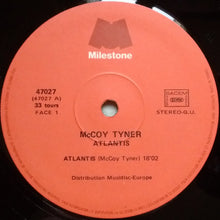 Milestone
47027
(47027 A)
33 tours
FACE 1
SACEM
STEREO-G.U.
McCOY TYNER
ATLANTIS
ATLANTIS (McCoy Tyner) 18'02
Distribution Musidisc-Europe